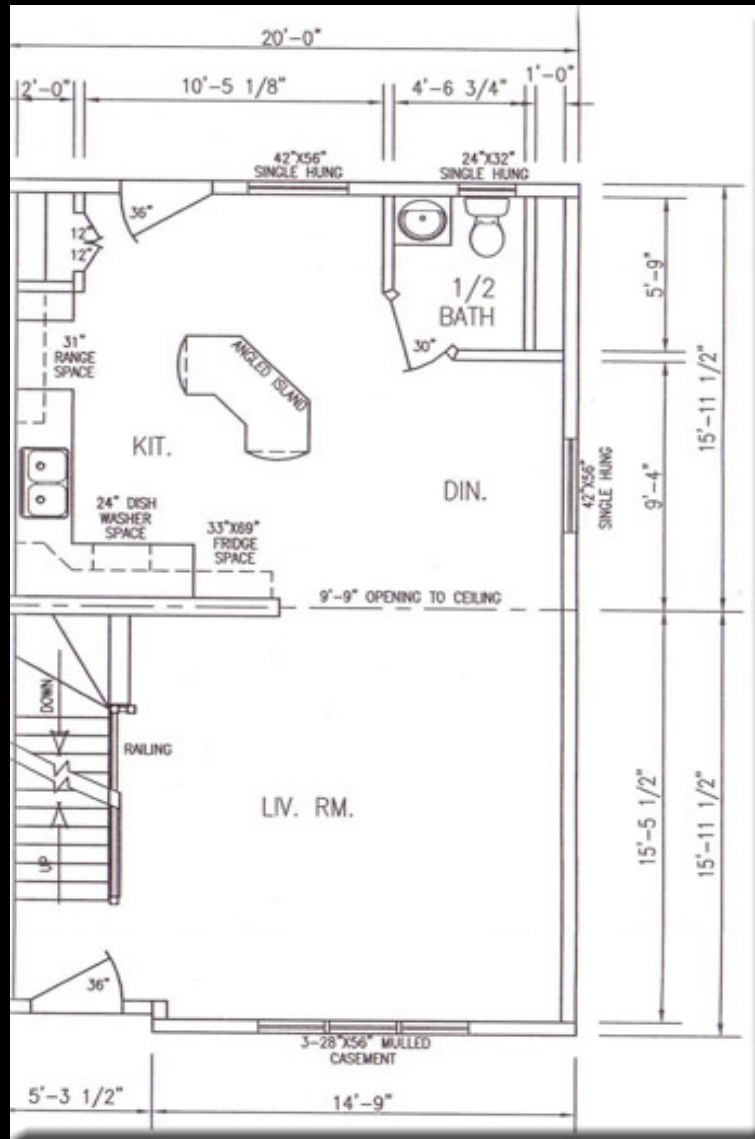 20'-0"
2'-0"
10'-5 1/8"
4'-6 3/4"
1'-0"
42"X56"
SINGLE HUNG
24"X32"
SINGLE HUNG
36"
12"
12"
1/2
BATH
5'-9"
31"
RANGE
SPACE
30"
ANGLED ISLAND
15'-11 1/2"
KIT.
DIN.
42"X56"
SINGLE HUNG
9'-4"
24" DISH
WASHER
SPACE
33"X69"
FRIDGE
SPACE
9'-9" OPENING TO CEILING
DOWN
RAILING
LIV. RM.
UP
15'-5 1/2"
15'-11 1/2"
36"
3-28"X56" MULLED
CASEMENT
5'-3 1/2"
14'-9"